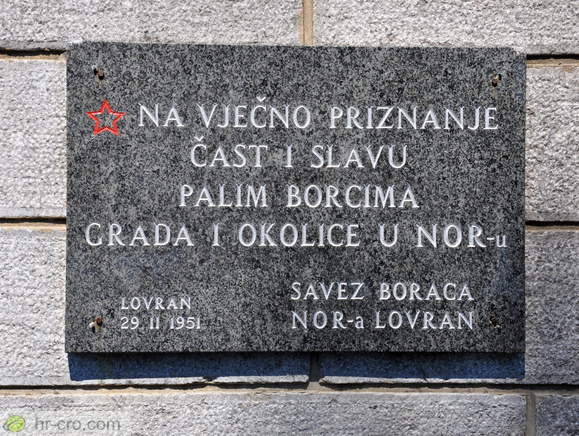 NA VJEČNO PRIZNANJE
ČAST I SLAVU
PALIM BORCIMA
GRADA I OKOLICE U NOR-u
LOVRAN
29. 11 1951
SAVEZ BORACA
NOR-a LOVRAN
hr-cro.com